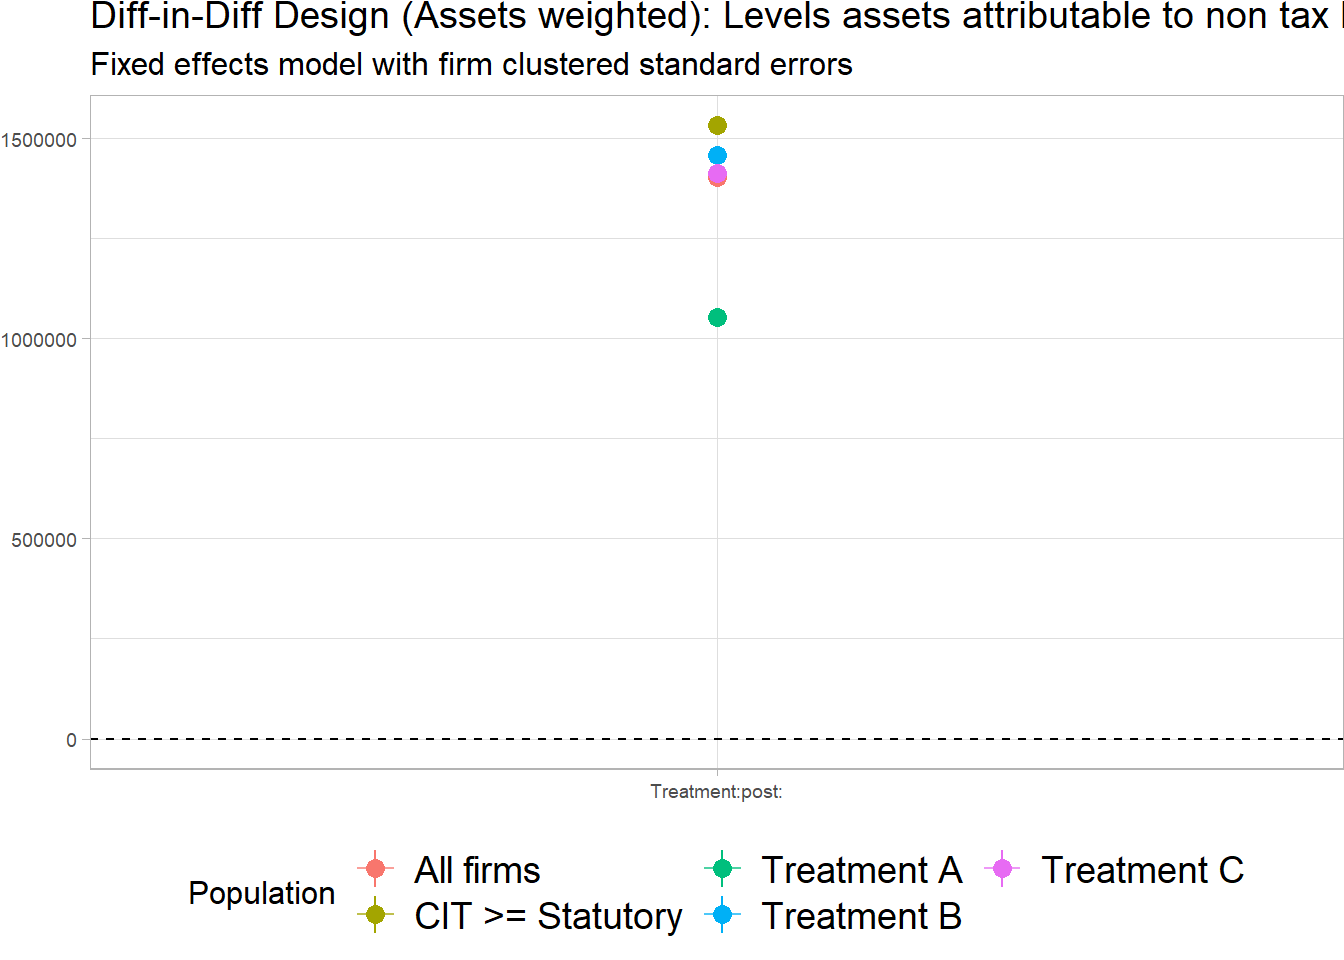 Diff-in-Diff Design (Assets weighted): Levels assets attributable to non tax
Fixed effects model with firm clustered standard errors
1500000
1000000
500000
0
Treatment:post:
Population
All firms
CIT >= Statutory
Treatment A
Treatment B
Treatment C